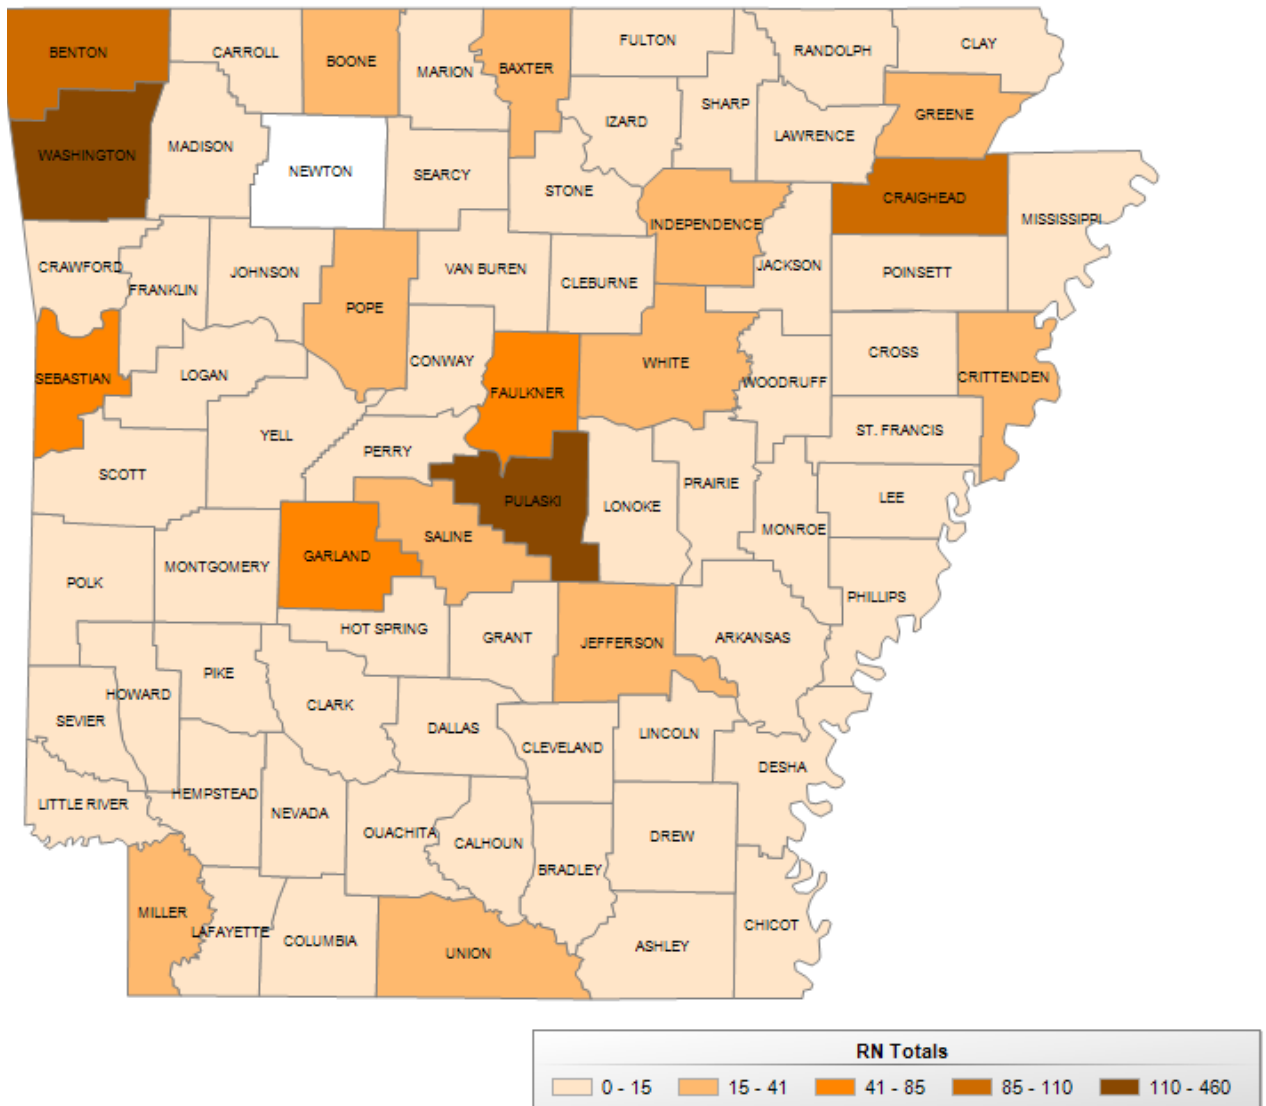 FULTON
CLAY
RANDOLPH
BENTON
CARROLL
BOONE
BAXTER
MARION
SHARP
GREENE
IZARD
LAWRENCE
MADISON
WASHINGTON
NEWTON
SEARCY
STONE
CRAIGHEAD
MISSISSIPPI
INDEPENDENCE
CRAWFORD
JOHNSON
VAN BUREN
JACKSON
POINSETT
CLEBURNE
FRANKLIN
POPE
CROSS
CONWAY
WHITE
LOGAN
SEBASTIAN
CRITTENDEN
WOODRUFF
FAULKNER
ST. FRANCIS
YELL
PERRY
SCOTT
PRAIRIE
LEE
PULASKI
LONOKE
MONROE
SALINE
GARLAND
MONTGOMERY
POLK
PHILLIPS
HOT SPRING
GRANT
ARKANSAS
JEFFERSON
PIKE
HOWARD
CLARK
SEVIER
DALLAS
LINCOLN
CLEVELAND
DESHA
HEMPSTEAD
LITTLE RIVER
NEVADA
OUACHITA
DREW
CALHOUN
BRADLEY
MILLER
CHICOT
LAFAYETTE
COLUMBIA
ASHLEY
UNION
RN Totals
0 - 15 15 - 41 41 - 85 85 - 110 110 - 460